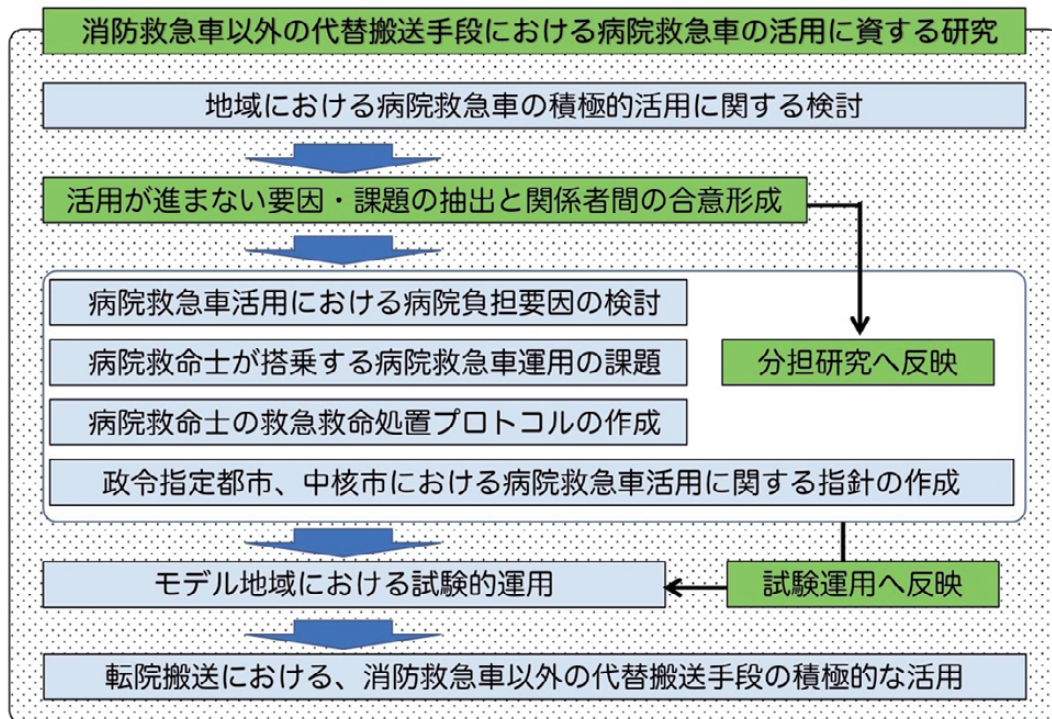 消防救急車以外の代替搬送手段における病院救急車の活用に資する研究
地域における病院救急車の積極的活用に関する検討
活用が進まない要因・課題の抽出と関係者間の合意形成
病院救急車活用における病院負担要因の検討
病院救命士が搭乗する病院救急車運用の課題
分担研究へ反映
病院救命士の救急救命処置プロトコルの作成
政令指定都市、中核市における病院救急車活用に関する指針の作成
モデル地域における試験的運用
試験運用へ反映
転院搬送における、消防救急車以外の代替搬送手段の積極的な活用